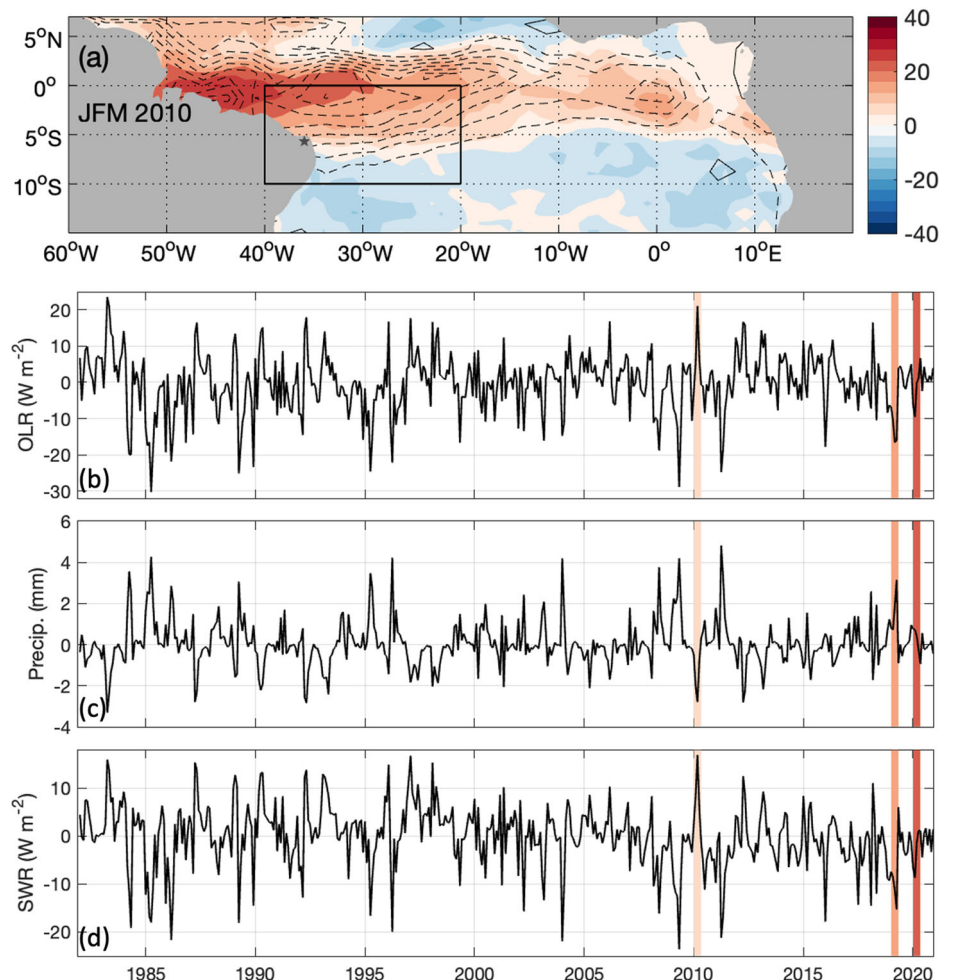 (a)
JFM 2010
5°N
0°
5°S
10°S
60°W 50°W 40°W 30°W 20°W 10°W 0° 10°E
40
20
0
-20
-40
OLR (W m⁻²)
20
10
0
-10
-20
-30
(b)
Precip. (mm)
6
4
2
0
-2
-4
(c)
SWR (W m⁻²)
10
0
-10
-20
(d)
1985 1990 1995 2000 2005 2010 2015 2020